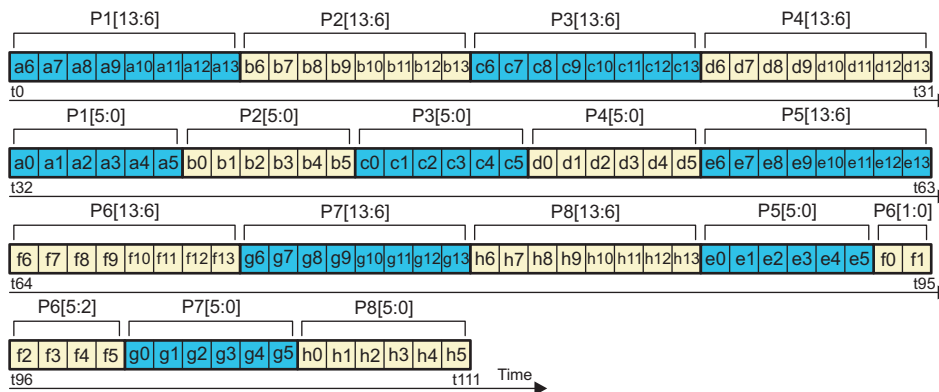 P1[13:6] P2[13:6] P3[13:6] P4[13:6]
a6 a7 a8 a9 a10 a11 a12 a13 b6 b7 b8 b9 b10 b11 b12 b13 c6 c7 c8 c9 c10 c11 c12 c13 d6 d7 d8 d9 d10 d11 d12 d13
t0 t31
P1[5:0] P2[5:0] P3[5:0] P4[5:0] P5[13:6]
a0 a1 a2 a3 a4 a5 b0 b1 b2 b3 b4 b5 c0 c1 c2 c3 c4 c5 d0 d1 d2 d3 d4 d5 e6 e7 e8 e9 e10 e11 e12 e13
t32 t63
P6[13:6] P7[13:6] P8[13:6] P5[5:0] P6[1:0]
f6 f7 f8 f9 f10 f11 f12 f13 g6 g7 g8 g9 g10 g11 g12 g13 h6 h7 h8 h9 h10 h11 h12 h13 e0 e1 e2 e3 e4 e5 f0 f1
t64 t95
P6[5:2] P7[5:0] P8[5:0]
f2 f3 f4 f5 g0 g1 g2 g3 g4 g5 h0 h1 h2 h3 h4 h5
t96 t111 Time